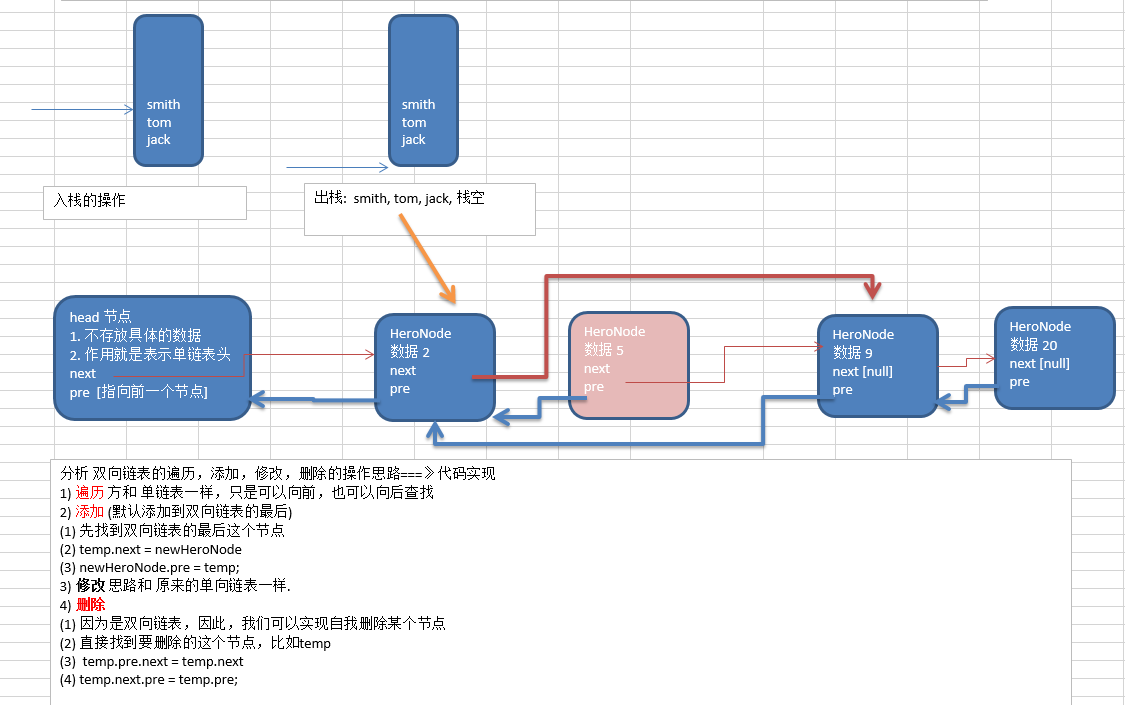 smith
tom
jack
smith
tom
jack
入栈的操作
出栈: smith, tom, jack, 栈空
head 节点
1. 不存放具体的数据
2. 作用就是表示单链表头
next
pre [指向前一个节点]
HeroNode
数据 2
next
pre
HeroNode
数据 5
next
pre
HeroNode
数据 9
next [null]
pre
HeroNode
数据 20
next [null]
pre
分析 双向链表的遍历，添加，修改，删除的操作思路===》代码实现
1) 遍历 方和 单链表一样，只是可以向前，也可以向后查找
2) 添加 (默认添加到双向链表的最后)
(1) 先找到双向链表的最后这个节点
(2) temp.next = newHeroNode
(3) newHeroNode.pre = temp;
3) 修改 思路和 原来的单向链表一样.
4) 删除
(1) 因为是双向链表，因此，我们可以实现自我删除某个节点
(2) 直接找到要删除的这个节点，比如temp
(3) temp.pre.next = temp.next
(4) temp.next.pre = temp.pre;